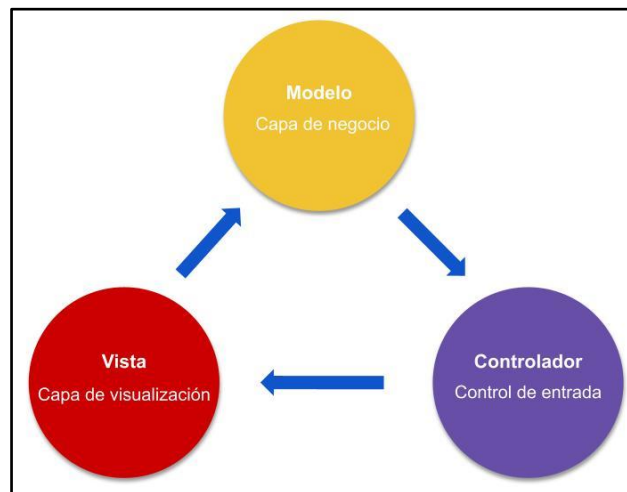 Modelo
Capa de negocio
Vista
Capa de visualización
Controlador
Control de entrada